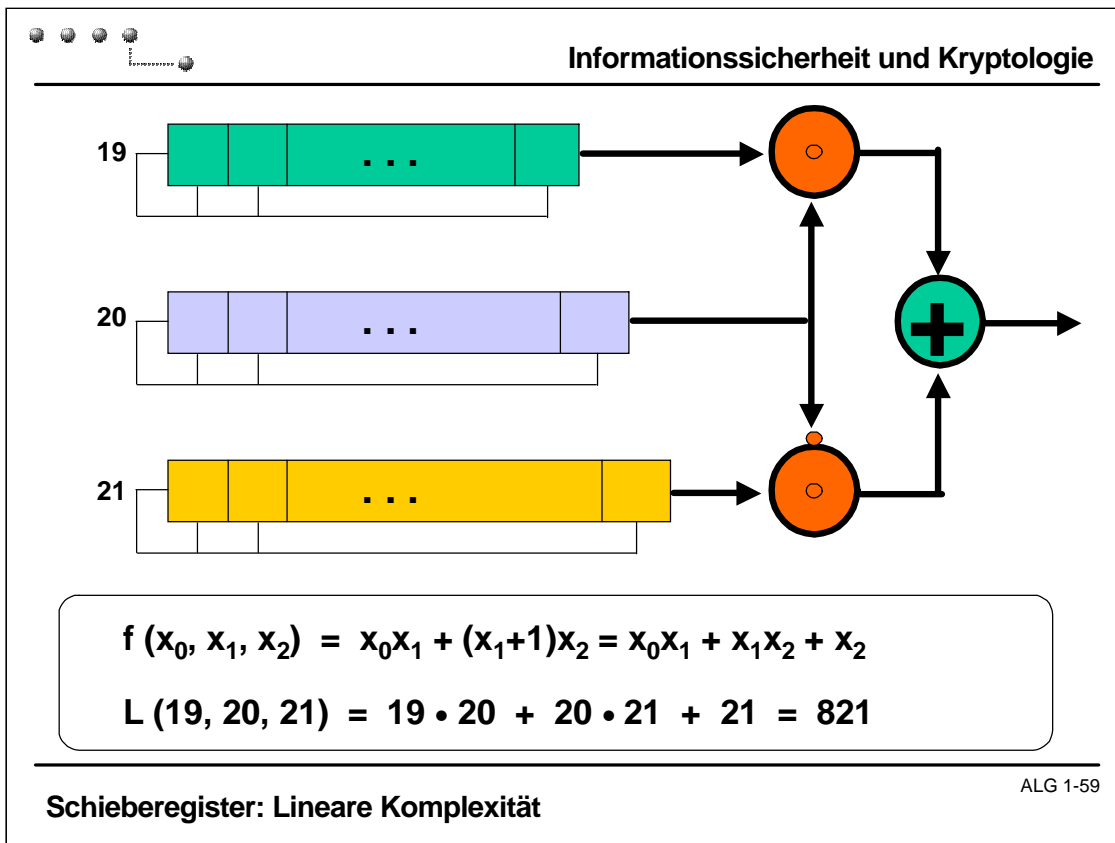 Informationssicherheit und Kryptologie
19
. . .
20
. . .
+
21
. . .
f (x₀, x₁, x₂) = x₀x₁ + (x₁+1)x₂ = x₀x₁ + x₁x₂ + x₂
L (19, 20, 21) = 19 • 20 + 20 • 21 + 21 = 821
ALG 1-59
Schieberegister: Lineare Komplexität